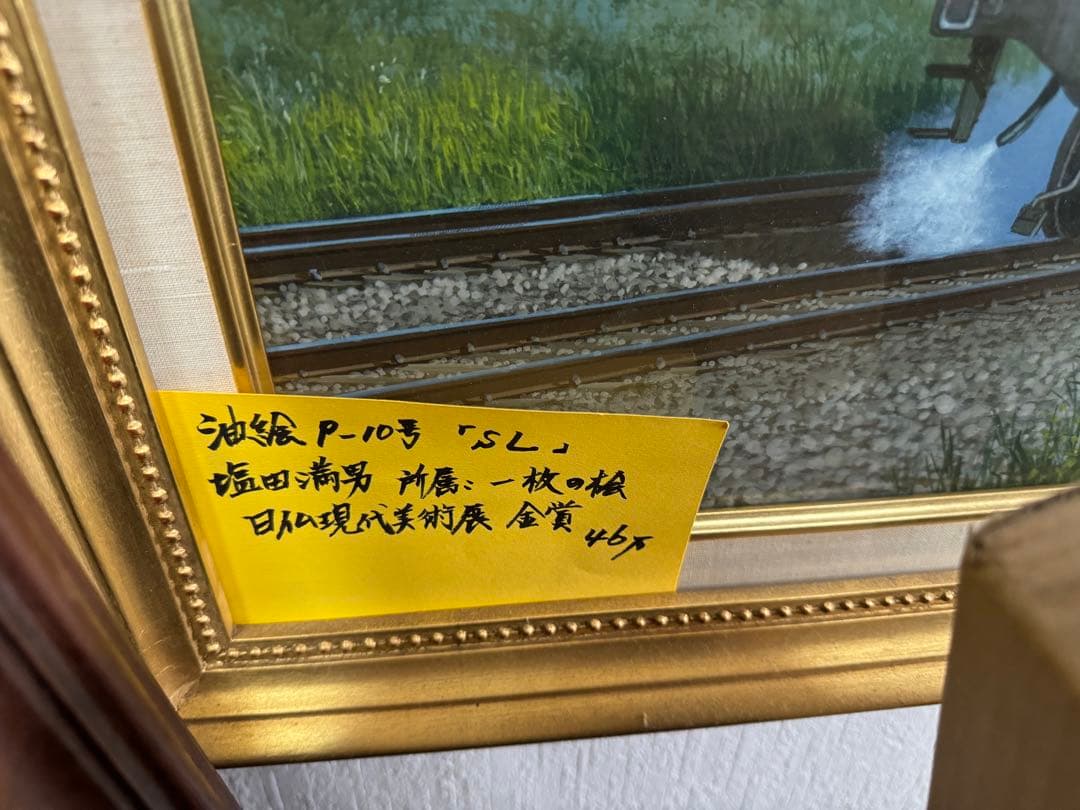 油絵 P-10号 「SL」
塩田満男 所属: 一枚の桧
日仏現代美術展 金賞
46万